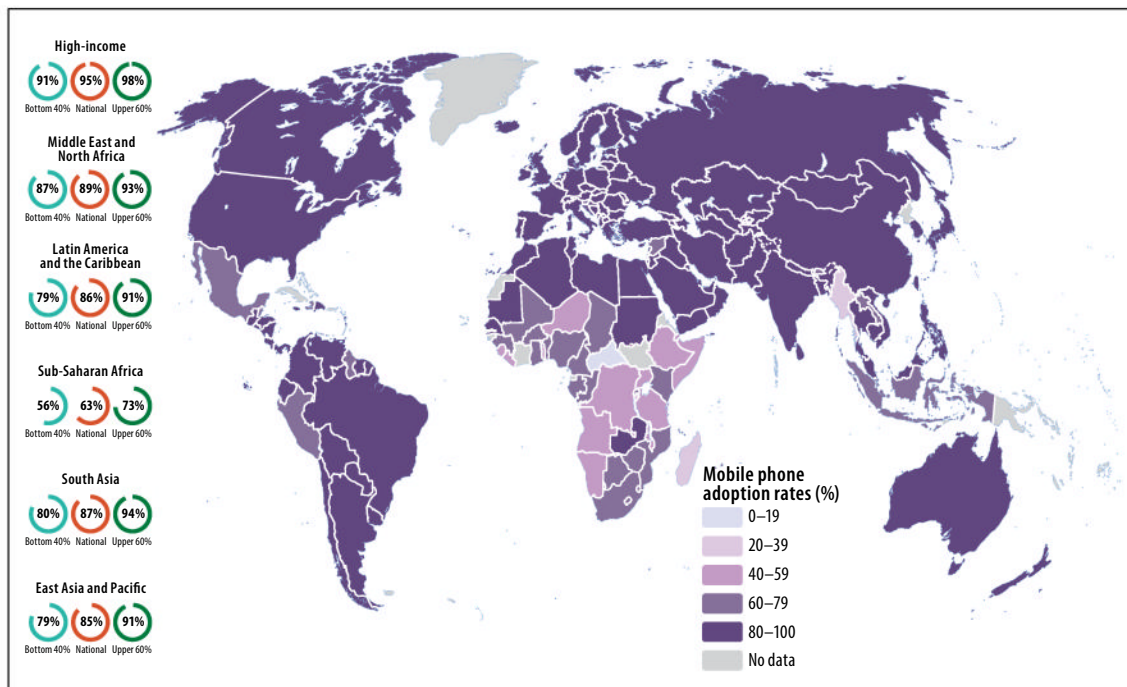 High-income
91% 95% 98%
Bottom 40% National Upper 60%
Middle East and
North Africa
87% 89% 93%
Bottom 40% National Upper 60%
Latin America
and the Caribbean
79% 86% 91%
Bottom 40% National Upper 60%
Sub-Saharan Africa
56% 63% 73%
Bottom 40% National Upper 60%
South Asia
80% 87% 94%
Bottom 40% National Upper 60%
East Asia and Pacific
79% 85% 91%
Bottom 40% National Upper 60%
Mobile phone
adoption rates (%)
0–19
20–39
40–59
60–79
80–100
No data